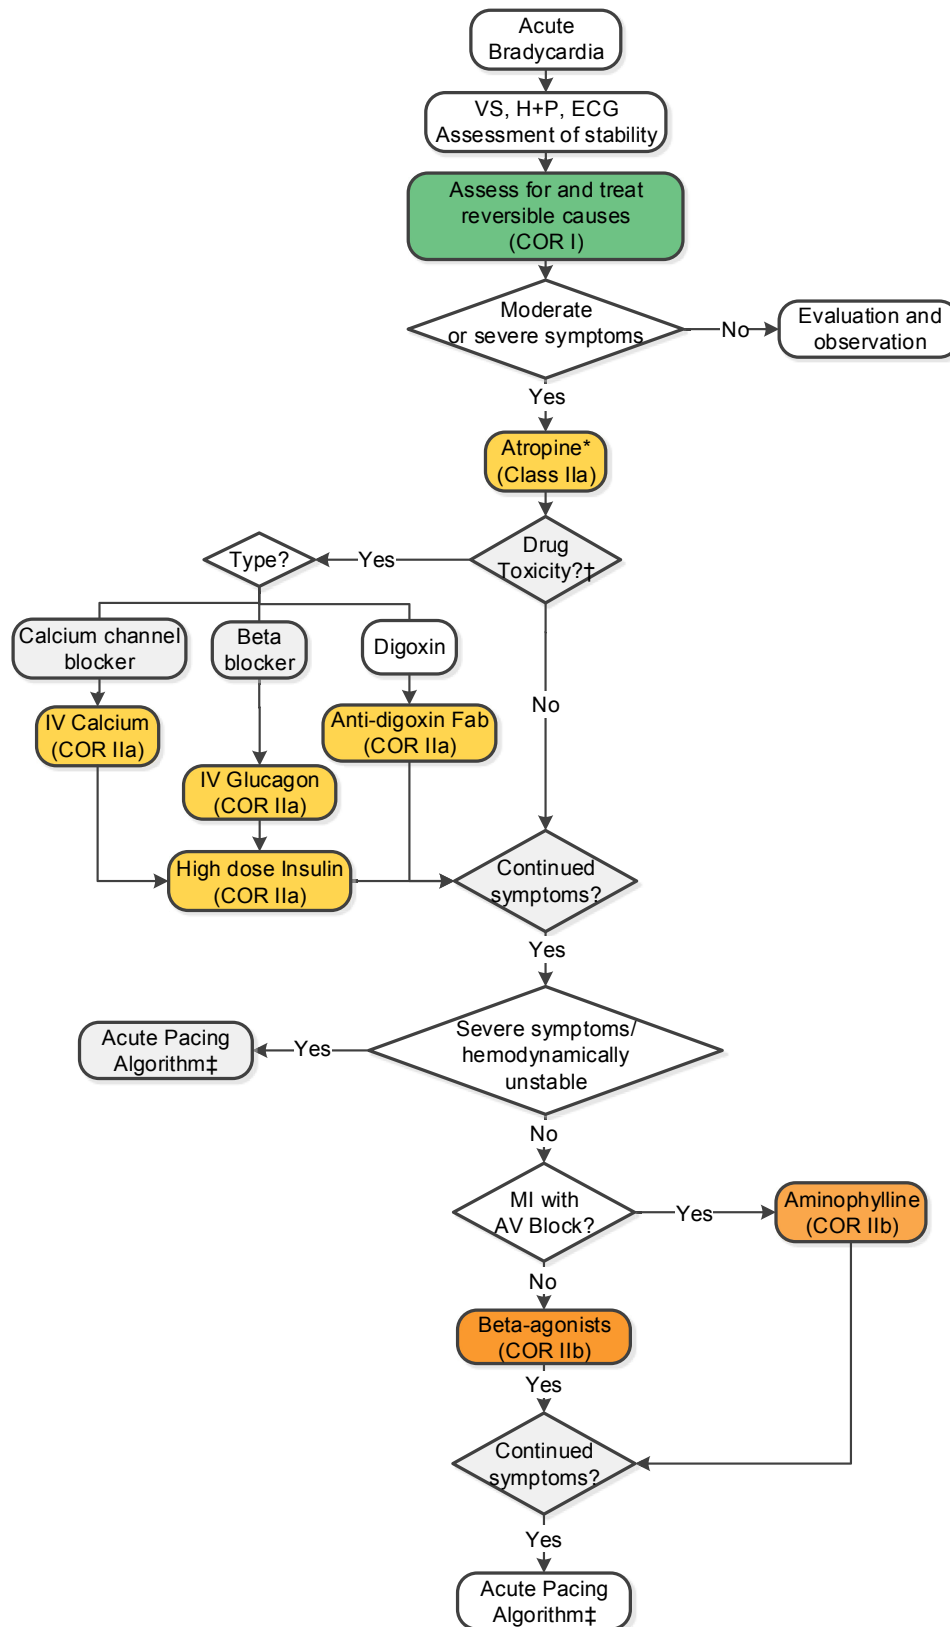 Acute
Bradycardia
VS, H+P, ECG
Assessment of stability
Assess for and treat
reversible causes
(COR I)
Moderate
or severe symptoms
No
Evaluation and
observation
Yes
Atropine*
(Class IIa)
Drug
Toxicity?†
Yes
Type?
Calcium channel
blocker
Beta
blocker
Digoxin
No
IV Calcium
(COR IIa)
Anti-digoxin Fab
(COR IIa)
IV Glucagon
(COR IIa)
High dose Insulin
(COR IIa)
Continued
symptoms?
Yes
Severe symptoms/
hemodynamically
unstable
Yes
Acute Pacing
Algorithm‡
No
MI with
AV Block?
Yes
Aminophylline
(COR IIb)
No
Beta-agonists
(COR IIb)
Yes
Continued
symptoms?
Yes
Acute Pacing
Algorithm‡